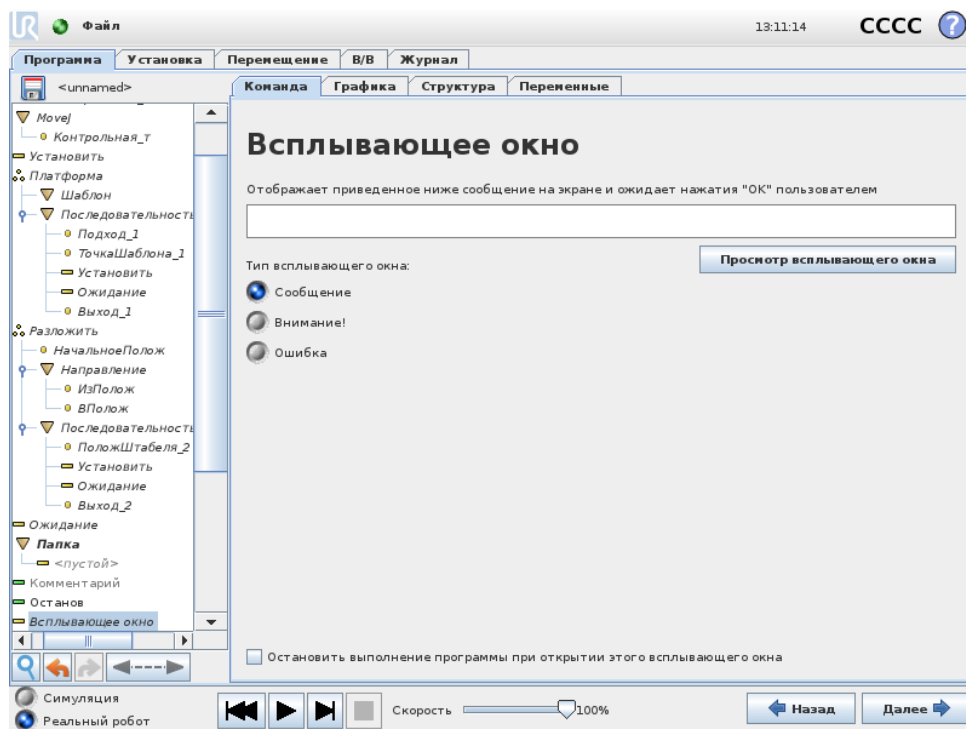 UR Файл 13:11:14 CCCC ?
Программа Установка Перемещение В/В Журнал
<unnamed>
Команда Графика Структура Переменные
MoveJ
Контрольная_т
Установить
Платформа
Шаблон
Последовательность
Подход_1
ТочкаШаблона_1
Установить
Ожидание
Выход_1
Разложить
НачальноеПолож
Направление
ИзПолож
ВПолож
Последовательность
ПоложШтабеля_2
Установить
Ожидание
Выход_2
Ожидание
Папка
<пустой>
Комментарий
Останов
Всплывающее окно
Всплывающее окно
Отображает приведенное ниже сообщение на экране и ожидает нажатия "ОК" пользователем
Просмотр всплывающего окна
Тип всплывающего окна:
Сообщение
Внимание!
Ошибка
Остановить выполнение программы при открытии этого всплывающего окна
Симуляция
Реальный робот
Скорость 100%
Назад Далее